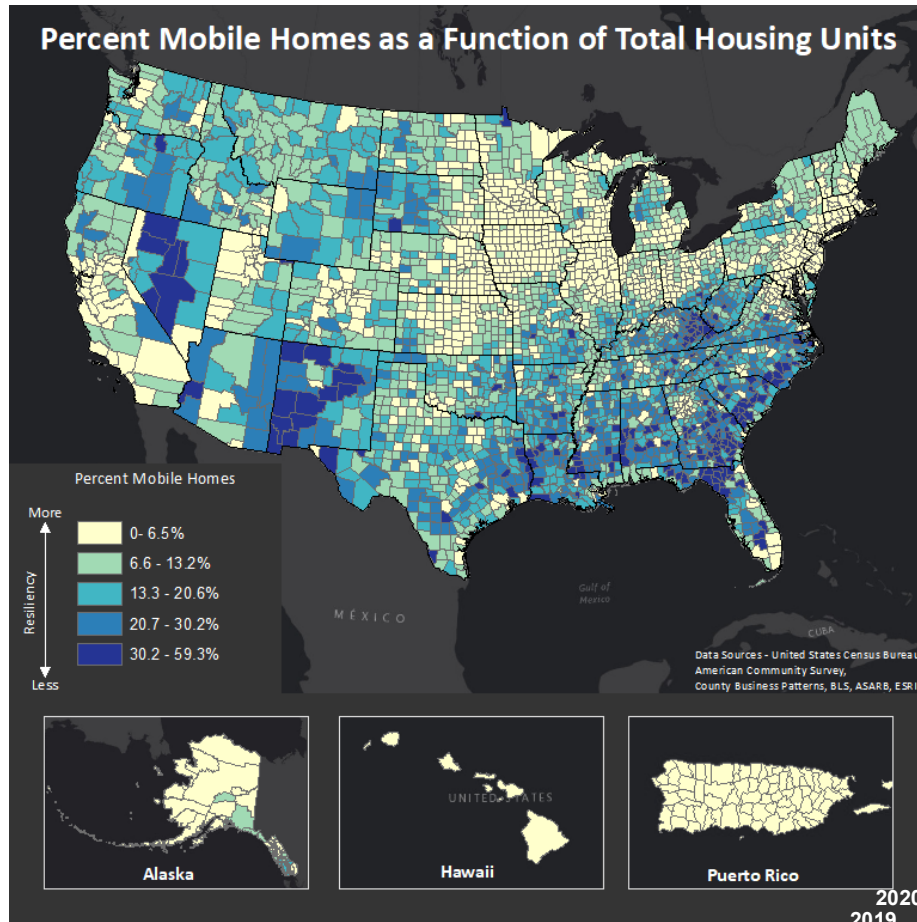 Percent Mobile Homes as a Function of Total Housing Units
Percent Mobile Homes
More
Resiliency
Less
0- 6.5%
6.6 - 13.2%
13.3 - 20.6%
20.7 - 30.2%
30.2 - 59.3%
MÉXICO
Gulf of
Mexico
CUBA
Data Sources - United States Census Bureau
American Community Survey,
County Business Patterns, BLS, ASARB, ESRI
Alaska
UNITED STATES
Hawaii
Puerto Rico
2020
2019